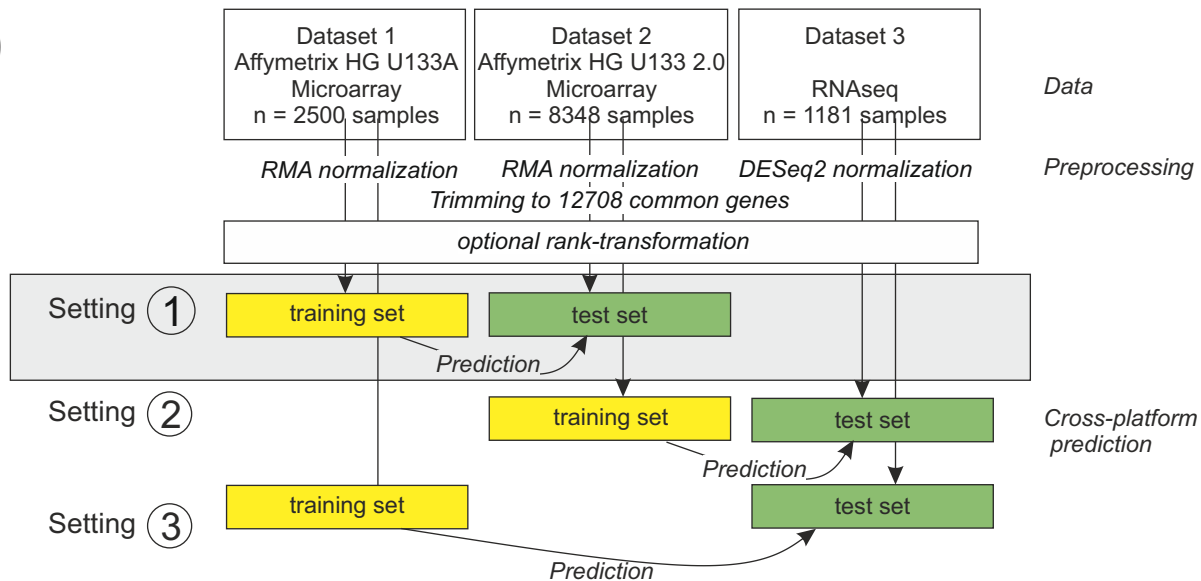 Dataset 1
Affymetrix HG U133A
Microarray
n = 2500 samples
Dataset 2
Affymetrix HG U133 2.0
Microarray
n = 8348 samples
Dataset 3
RNAseq
n = 1181 samples
Data
RMA normalization
RMA normalization
DESeq2 normalization
Preprocessing
Trimming to 12708 common genes
optional rank-transformation
Setting 1
training set
test set
Prediction
Setting 2
training set
test set
Cross-platform
prediction
Prediction
Setting 3
training set
test set
Prediction